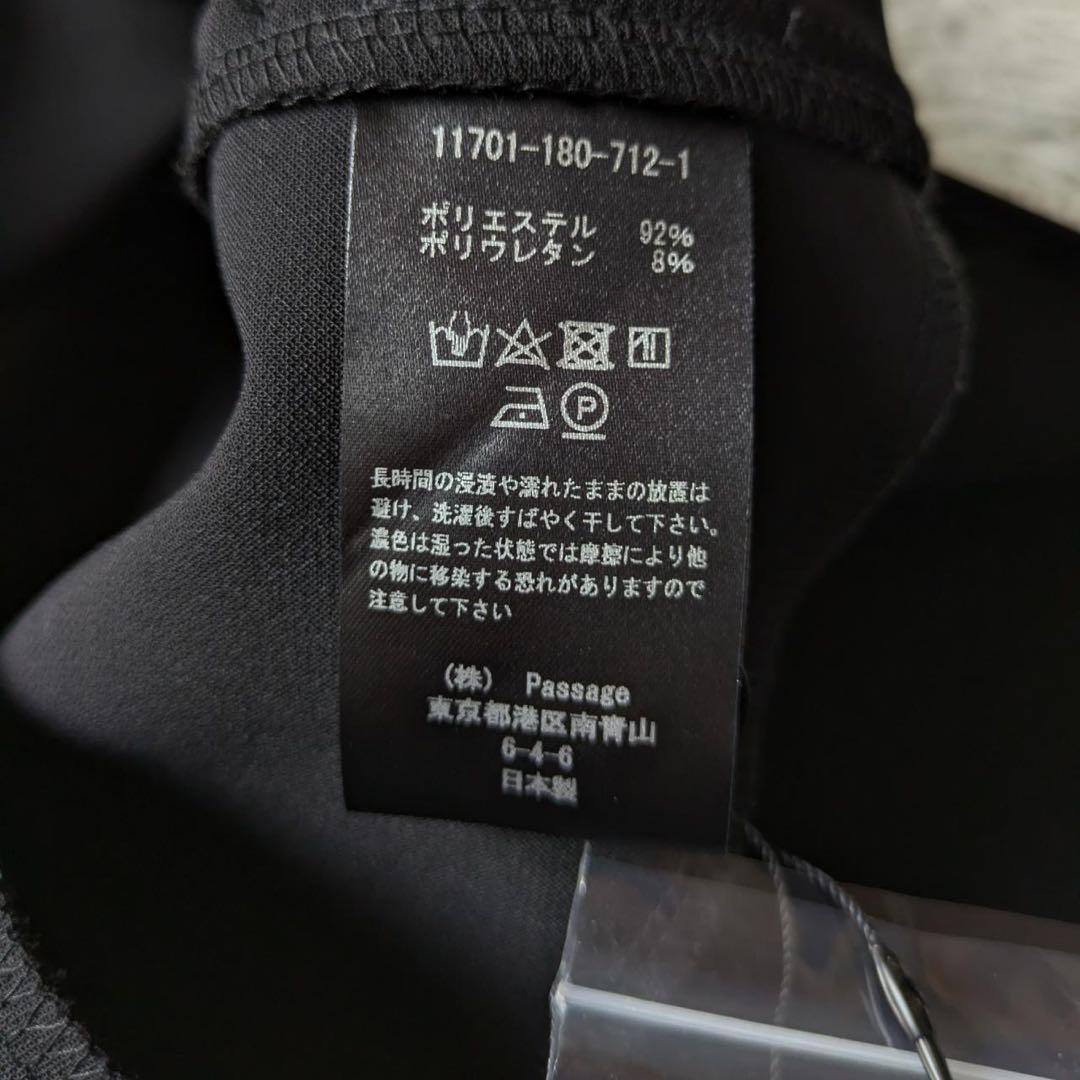 11701-180-712-1
ポリエステル 92%
ポリウレタン 8%
P
長時間の浸漬や濡れたままの放置は
避け、洗濯後すばやく干して下さい。
濃色は湿った状態では摩擦により他
の物に移染する恐れがありますので
注意して下さい
(株) Passage
東京都港区南青山
6-4-6
日本製